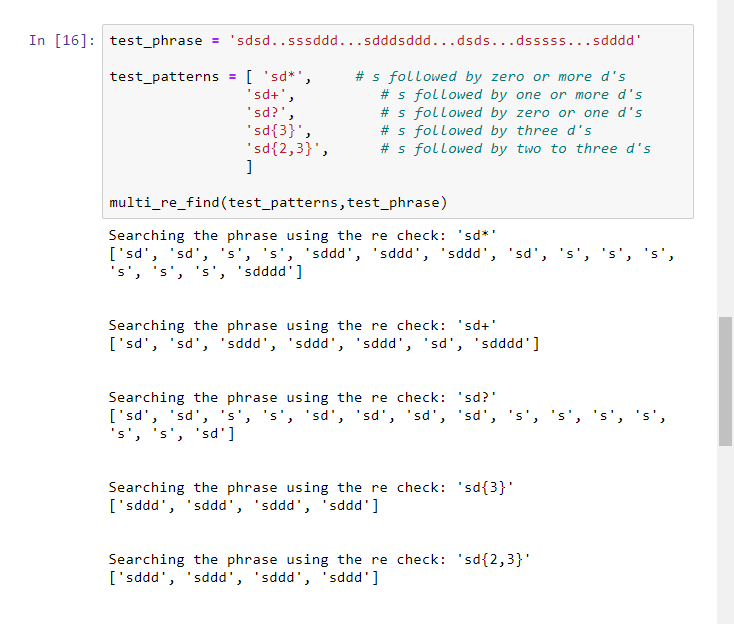 In [16]: test_phrase = 'sdsd..sssddd...sdddsddd...dsds...dsssss...sdddd'
test_patterns = [ 'sd*',     # s followed by zero or more d's
'sd+',          # s followed by one or more d's
'sd?',          # s followed by zero or one d's
'sd{3}',        # s followed by three d's
'sd{2,3}',      # s followed by two to three d's
]
multi_re_find(test_patterns,test_phrase)
Searching the phrase using the re check: 'sd*'
['sd', 'sd', 's', 's', 'sddd', 'sddd', 'sddd', 'sd', 's', 's', 's',
's', 's', 's', 'sdddd']
Searching the phrase using the re check: 'sd+'
['sd', 'sd', 'sddd', 'sddd', 'sddd', 'sd', 'sdddd']
Searching the phrase using the re check: 'sd?'
['sd', 'sd', 's', 's', 'sd', 'sd', 'sd', 'sd', 's', 's', 's', 's',
's', 's', 'sd']
Searching the phrase using the re check: 'sd{3}'
['sddd', 'sddd', 'sddd', 'sddd']
Searching the phrase using the re check: 'sd{2,3}'
['sddd', 'sddd', 'sddd', 'sddd']